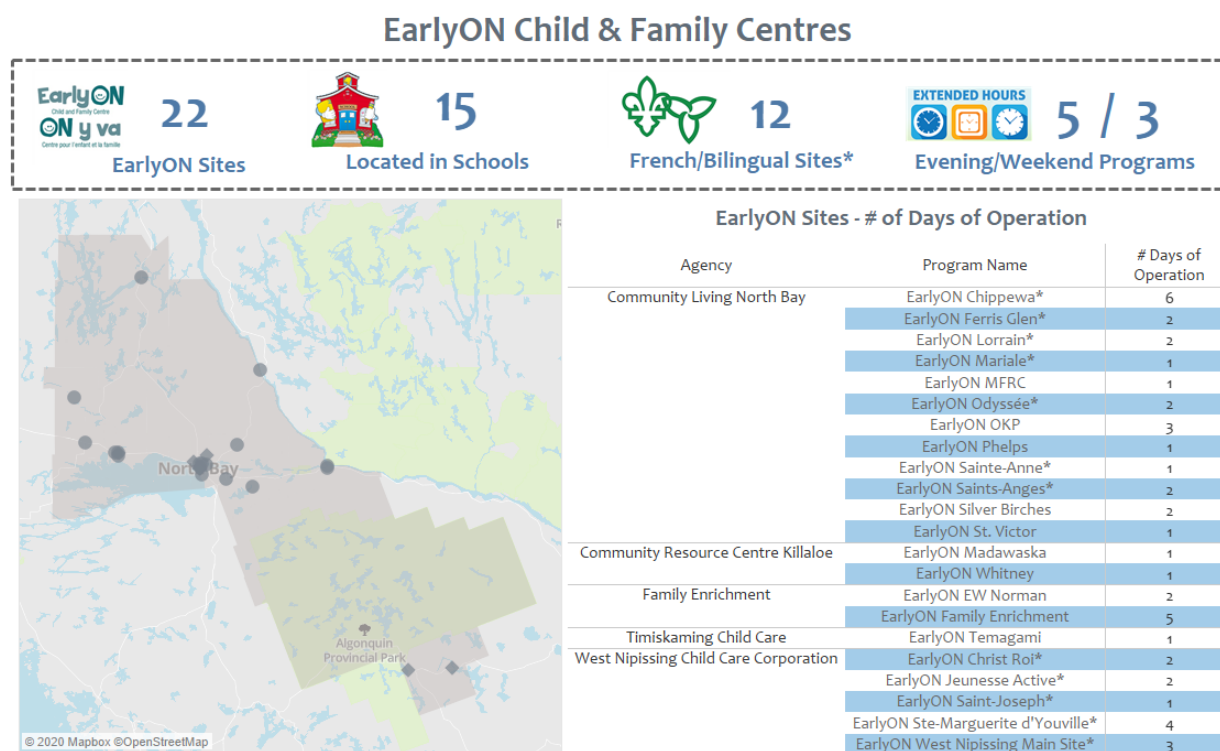 EarlyON Child & Family Centres
EarlyON
Child and Family Centre
ON y va
Centre pour l'enfant et la famille
22
EarlyON Sites
15
Located in Schools
12
French/Bilingual Sites*
EXTENDED HOURS
5 / 3
Evening/Weekend Programs
North Bay
Algonquin
Provincial Park
© 2020 Mapbox ©OpenStreetMap
EarlyON Sites - # of Days of Operation
Agency Program Name # Days of
Operation
Community Living North Bay EarlyON Chippewa* 6
EarlyON Ferris Glen* 2
EarlyON Lorrain* 2
EarlyON Mariale* 1
EarlyON MFRC 1
EarlyON Odyssée* 2
EarlyON OKP 3
EarlyON Phelps 1
EarlyON Sainte-Anne* 1
EarlyON Saints-Anges* 2
EarlyON Silver Birches 2
EarlyON St. Victor 1
Community Resource Centre Killaloe EarlyON Madawaska 1
EarlyON Whitney 1
Family Enrichment EarlyON EW Norman 2
EarlyON Family Enrichment 5
Timiskaming Child Care EarlyON Temagami 1
West Nipissing Child Care Corporation EarlyON Christ Roi* 2
EarlyON Jeunesse Active* 2
EarlyON Saint-Joseph* 1
EarlyON Ste-Marguerite d'Youville* 4
EarlyON West Nipissing Main Site* 3